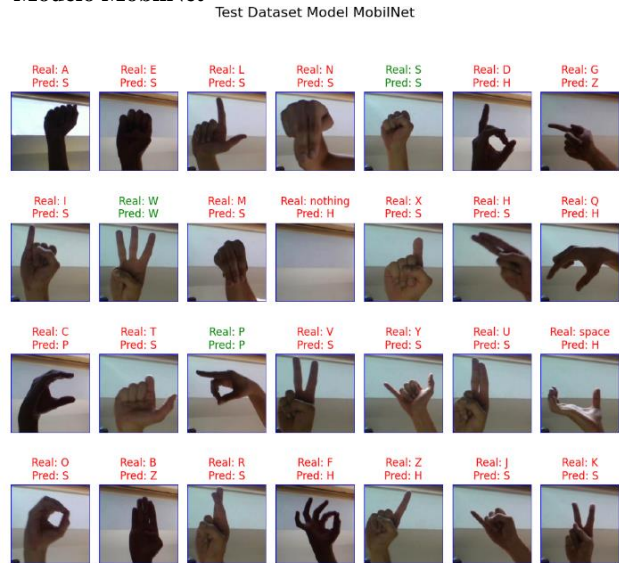 Test Dataset Model MobilNet
Real: A Real: E Real: L Real: N Real: S Real: D Real: G
Pred: S Pred: S Pred: S Pred: S Pred: S Pred: H Pred: Z
Real: I Real: W Real: M Real: nothing Real: X Real: H Real: Q
Pred: S Pred: W Pred: S Pred: H Pred: S Pred: S Pred: H
Real: C Real: T Real: P Real: V Real: Y Real: U Real: space
Pred: P Pred: S Pred: P Pred: S Pred: S Pred: S Pred: H
Real: O Real: B Real: R Real: F Real: Z Real: J Real: K
Pred: S Pred: Z Pred: S Pred: H Pred: H Pred: S Pred: S